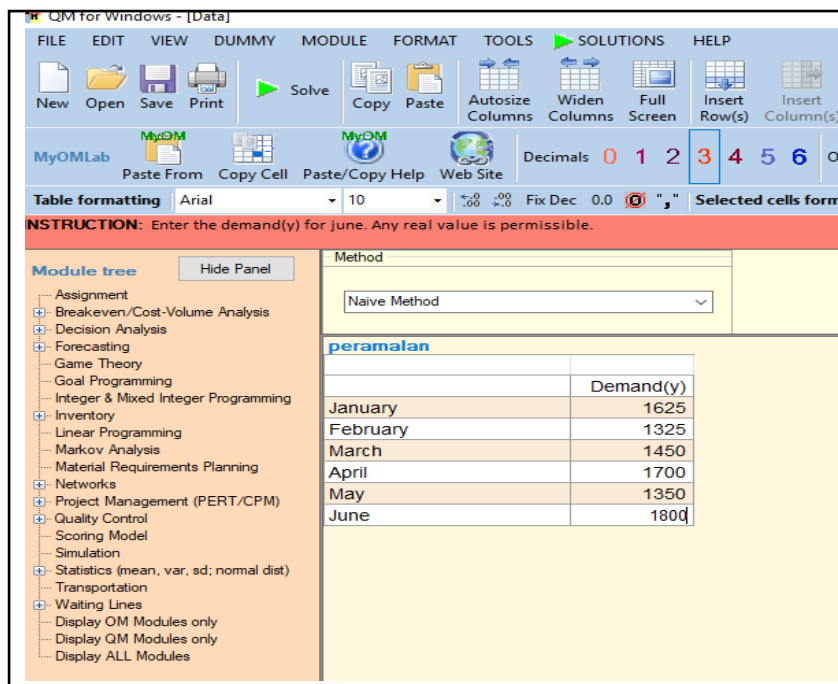 QM for Windows - [Data]
FILE EDIT VIEW DUMMY MODULE FORMAT TOOLS SOLUTIONS HELP
New Open Save Print Solve Copy Paste Autosize Columns Widen Columns Full Screen Insert Row(s) Insert Column(s)
MyOMLab MyOM Paste From Copy Cell MyOM Paste/Copy Help Web Site Decimals 0 1 2 3 4 5 6
Table formatting Arial 10 Fix Dec 0.0 "," Selected cells form
NSTRUCTION: Enter the demand(y) for june. Any real value is permissible.
Module tree Hide Panel
Assignment
Breakeven/Cost-Volume Analysis
Decision Analysis
Forecasting
Game Theory
Goal Programming
Integer & Mixed Integer Programming
Inventory
Linear Programming
Markov Analysis
Material Requirements Planning
Networks
Project Management (PERT/CPM)
Quality Control
Scoring Model
Simulation
Statistics (mean, var, sd; normal dist)
Transportation
Waiting Lines
Display OM Modules only
Display QM Modules only
Display ALL Modules
Method
Naive Method
peramalan
Demand(y)
January 1625
February 1325
March 1450
April 1700
May 1350
June 1800